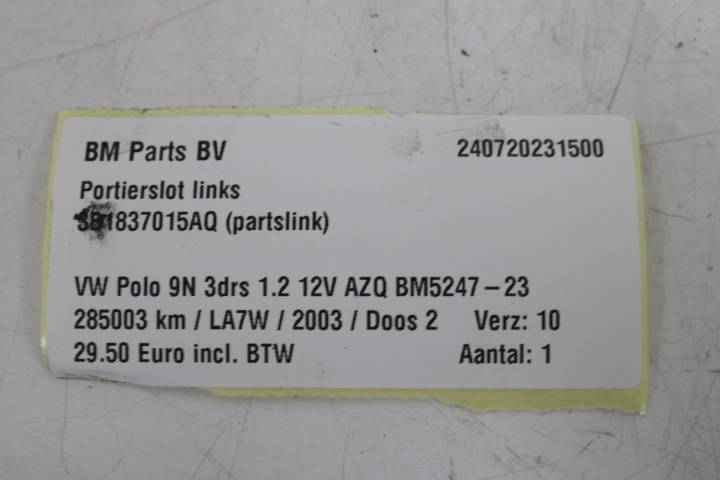 BM Parts BV 240720231500
Portierslot links
3B1837015AQ (partslink)
VW Polo 9N 3drs 1.2 12V AZQ BM5247-23
285003 km / LA7W / 2003 / Doos 2 Verz: 10
29.50 Euro incl. BTW Aantal: 1